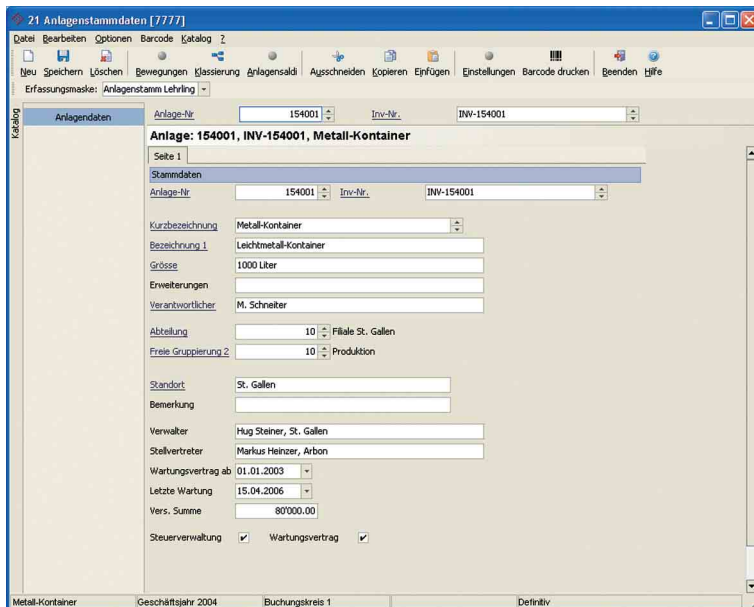 21 Anlagenstammdaten [7777]
Datei Bearbeiten Optionen Barcode Katalog ?
Neu Speichern Löschen Bewegungen Klassierung Anlagensaldi Ausschneiden Kopieren Einfügen Einstellungen Barcode drucken Beenden Hilfe
Erfassungsmaske: Anlagenstamm Lehrling
Katalog
Anlagendaten
Anlage-Nr 154001 Inv.-Nr. INV-154001
Anlage: 154001, INV-154001, Metall-Kontainer
Seite 1
Stammdaten
Anlage-Nr 154001 Inv-Nr. INV-154001
Kurzbezeichnung Metall-Kontainer
Bezeichnung 1 Leichtmetall-Kontainer
Grösse 1000 Liter
Erweiterungen
Verantwortlicher M. Schneiter
Abteilung 10 Filiale St. Gallen
Freie Gruppierung 2 10 Produktion
Standort St. Gallen
Bemerkung
Verwalter Hug Steiner, St. Gallen
Stellvertreter Markus Heinzer, Arbon
Wartungsvertrag ab 01.01.2003
Letzte Wartung 15.04.2006
Vers. Summe 80'000.00
Steuerverwaltung Wartungsvertrag
Metall-Kontainer Geschäftsjahr 2004 Buchungskreis 1 Definitiv